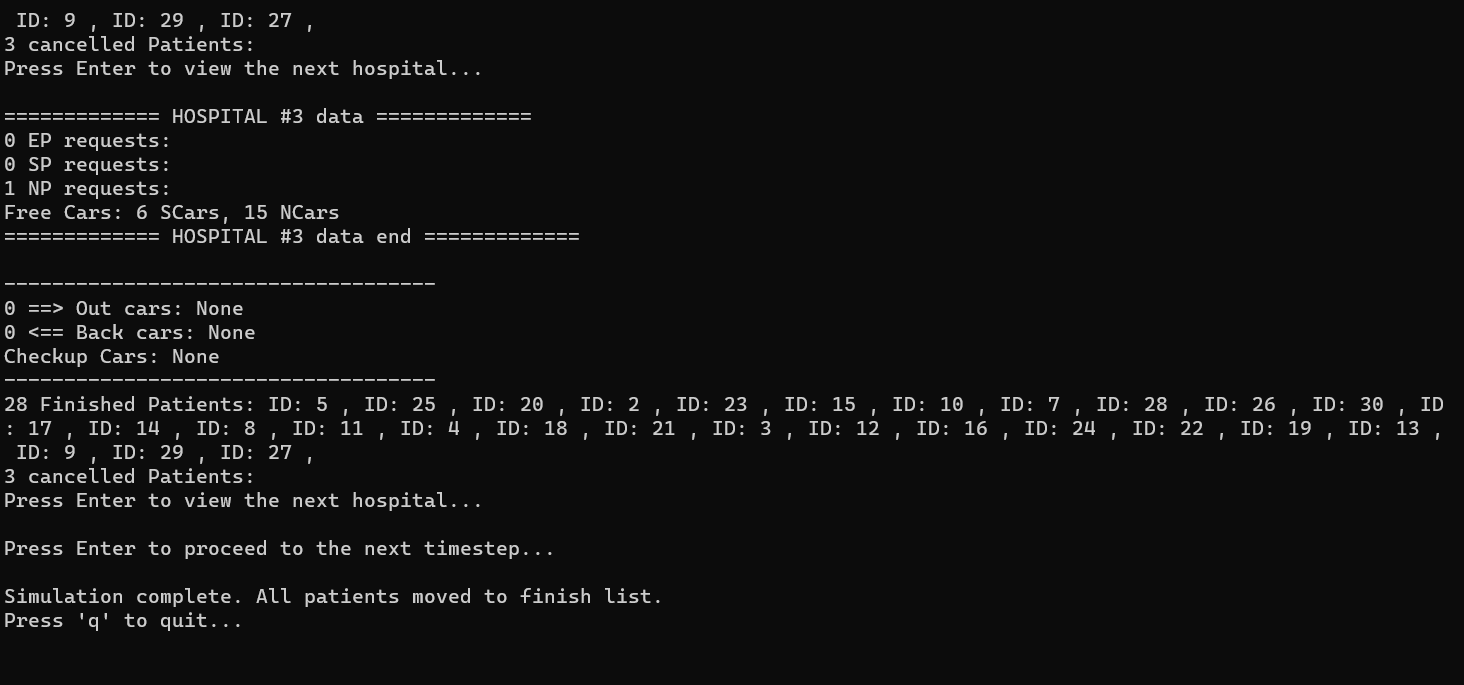 ID: 9 , ID: 29 , ID: 27 ,
3 cancelled Patients:
Press Enter to view the next hospital...

============= HOSPITAL #3 data =============
0 EP requests:
0 SP requests:
1 NP requests:
Free Cars: 6 SCars, 15 NCars
============= HOSPITAL #3 data end =============

------------------------------------
0 ==> Out cars: None
0 <== Back cars: None
Checkup Cars: None
------------------------------------
28 Finished Patients: ID: 5 , ID: 25 , ID: 20 , ID: 2 , ID: 23 , ID: 15 , ID: 10 , ID: 7 , ID: 28 , ID: 26 , ID: 30 , ID
: 17 , ID: 14 , ID: 8 , ID: 11 , ID: 4 , ID: 18 , ID: 21 , ID: 3 , ID: 12 , ID: 16 , ID: 24 , ID: 22 , ID: 19 , ID: 13 ,
 ID: 9 , ID: 29 , ID: 27 ,
3 cancelled Patients:
Press Enter to view the next hospital...

Press Enter to proceed to the next timestep...

Simulation complete. All patients moved to finish list.
Press 'q' to quit...